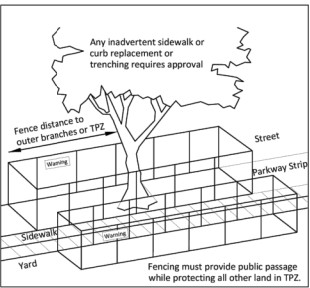 Any inadvertent sidewalk or
curb replacement or
trenching requires approval
Fence distance to
outer branches or TPZ
Street
Warning
Parkway Strip
Sidewalk
Warning
Yard
Fencing must provide public passage
while protecting all other land in TPZ.